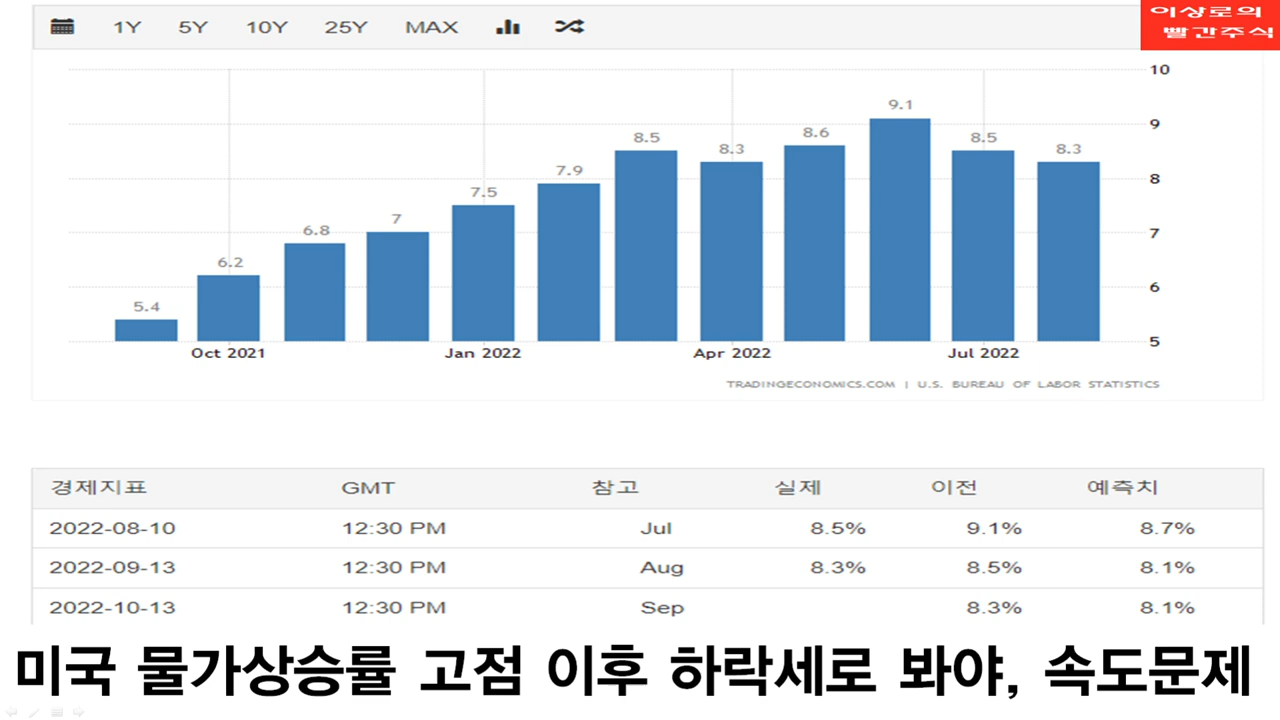 1Y 5Y 10Y 25Y MAX
이상로의
빨간주식
10
9
8
7
6
5
5.4 6.2 6.8 7 7.5 7.9 8.5 8.3 8.6 9.1 8.5 8.3
Oct 2021 Jan 2022 Apr 2022 Jul 2022
TRADINGECONOMICS.COM | U.S. BUREAU OF LABOR STATISTICS
경제지표 GMT 참고 실제 이전 예측치
2022-08-10 12:30 PM Jul 8.5% 9.1% 8.7%
2022-09-13 12:30 PM Aug 8.3% 8.5% 8.1%
2022-10-13 12:30 PM Sep 8.3% 8.1%
미국 물가상승률 고점 이후 하락세로 봐야, 속도문제